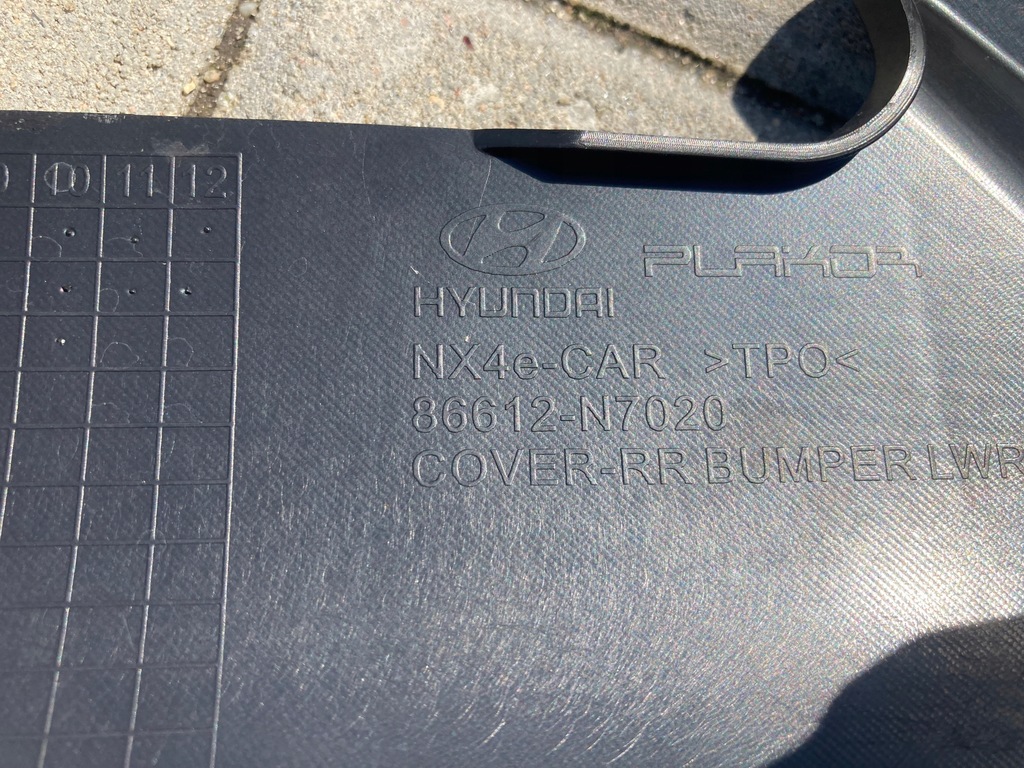 10 11 12
PLAKOR
HYUNDAI
NX4e-CAR >TPO<
86612-N7020
COVER-RR BUMPER LWR